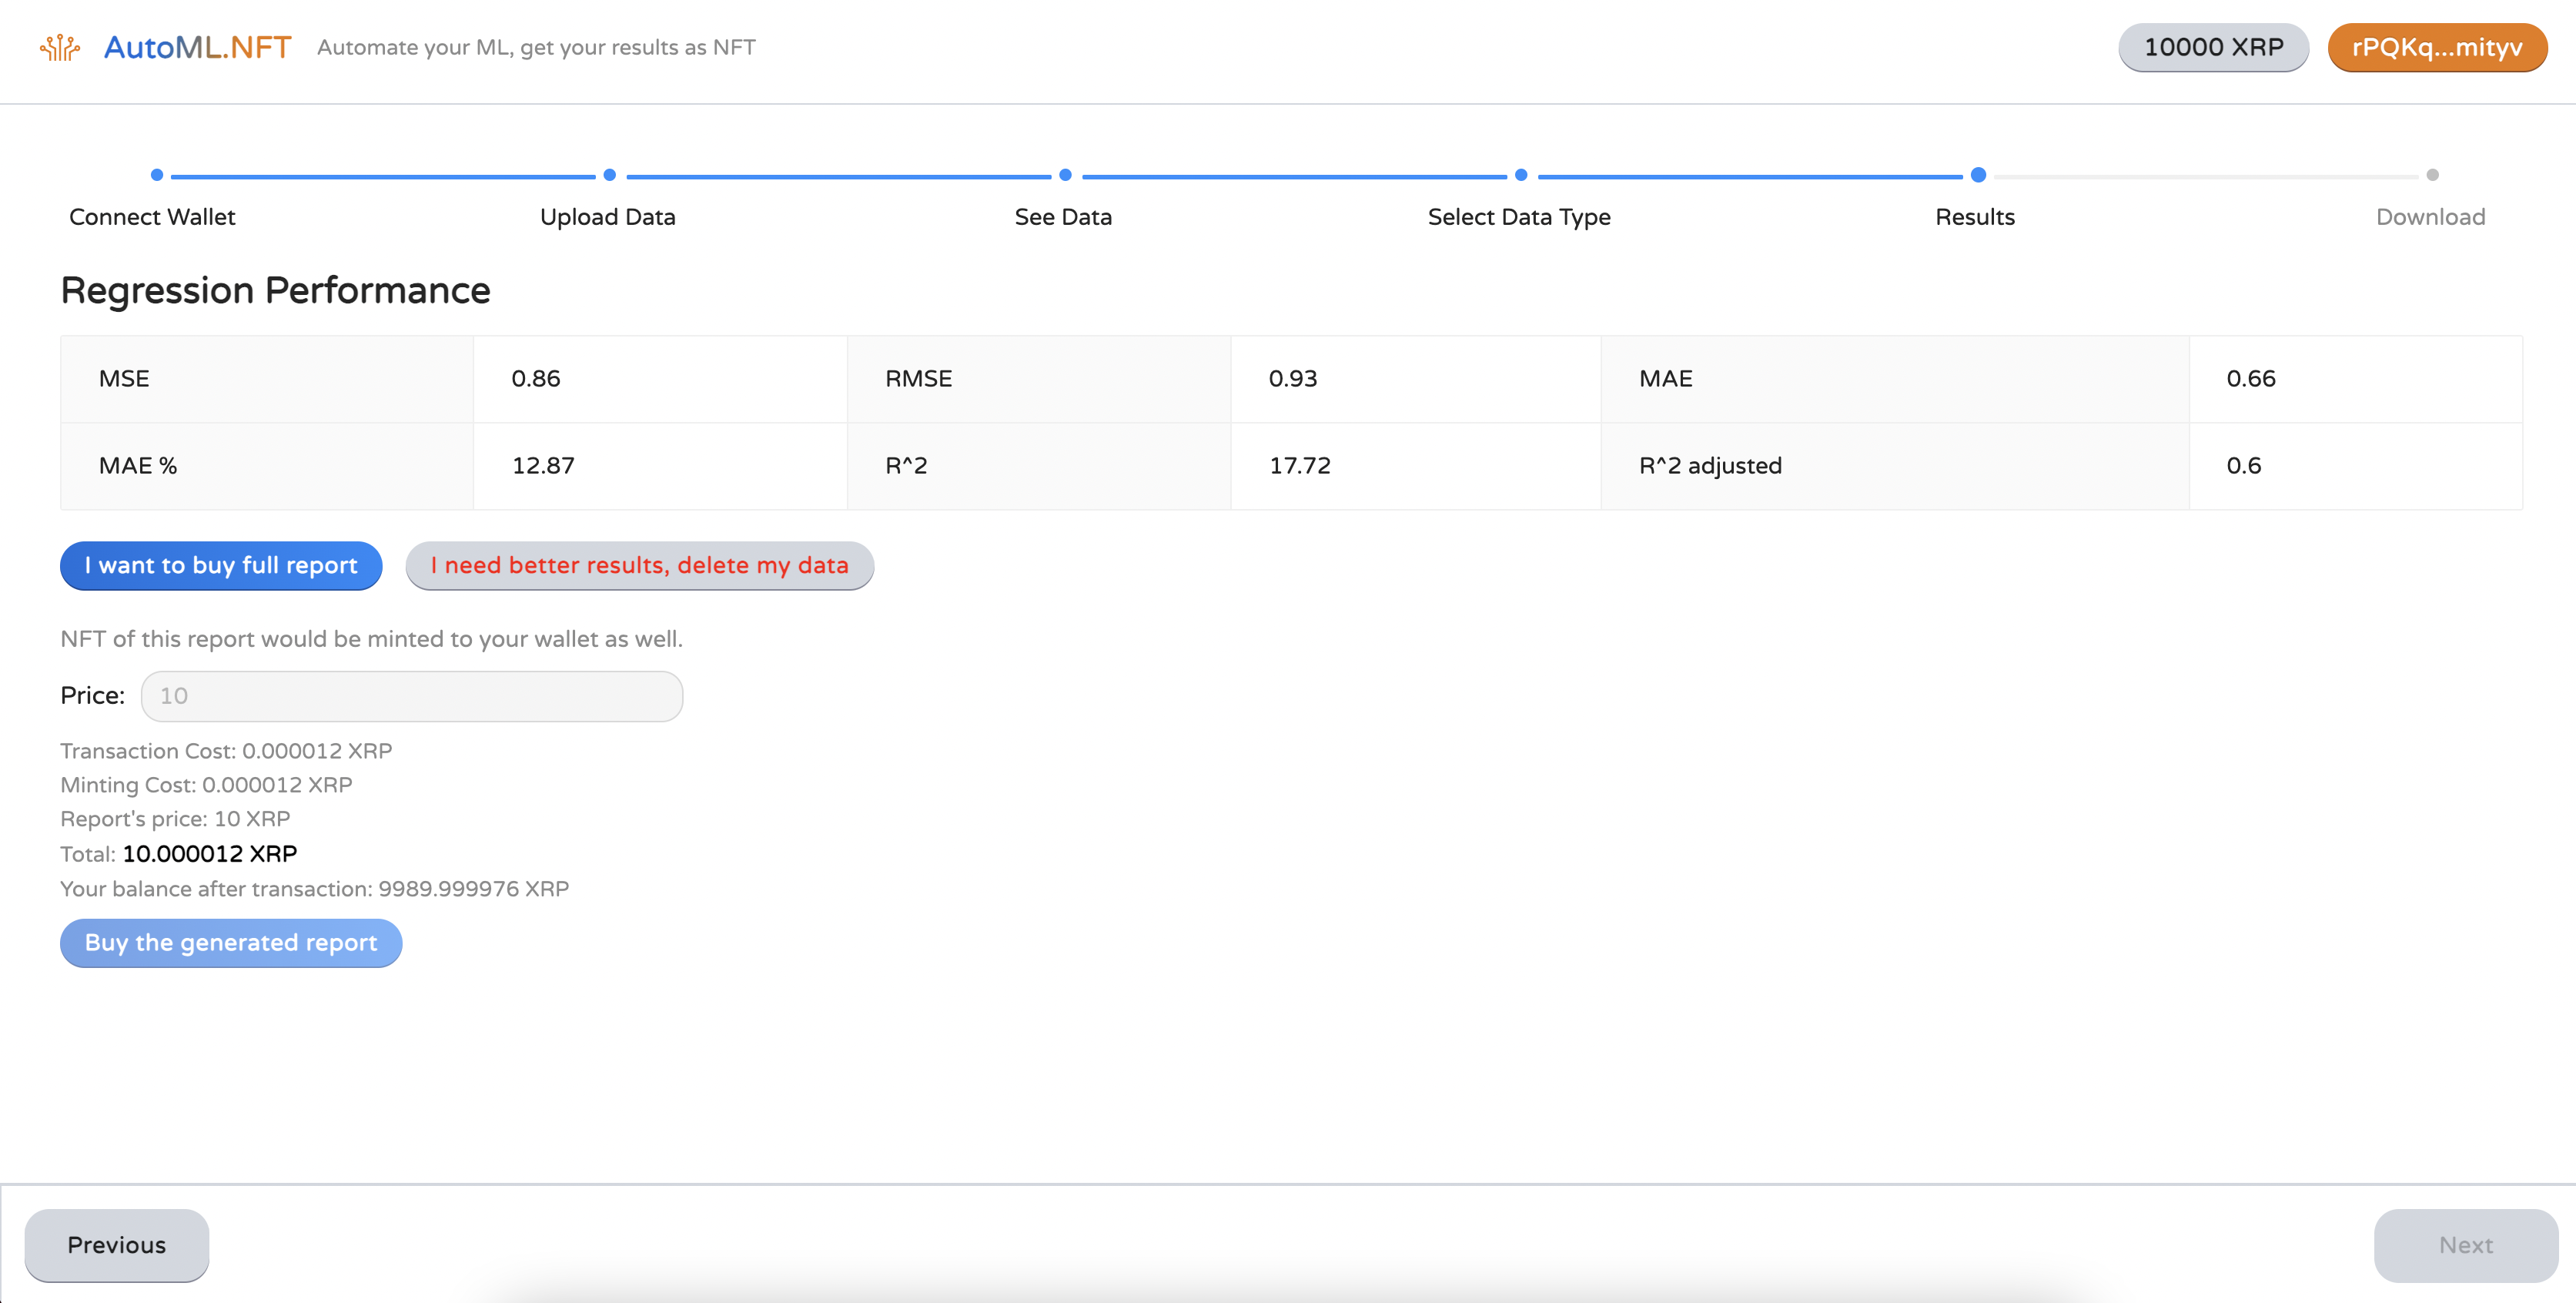 AutoML.NFT Automate your ML, get your results as NFT 10000 XRP rPQKq...mityv
Connect Wallet Upload Data See Data Select Data Type Results Download
Regression Performance
MSE 0.86 RMSE 0.93 MAE 0.66
MAE % 12.87 R^2 17.72 R^2 adjusted 0.6
I want to buy full report I need better results, delete my data
NFT of this report would be minted to your wallet as well.
Price: 10
Transaction Cost: 0.000012 XRP
Minting Cost: 0.000012 XRP
Report's price: 10 XRP
Total: 10.000012 XRP
Your balance after transaction: 9989.999976 XRP
Buy the generated report
Previous Next